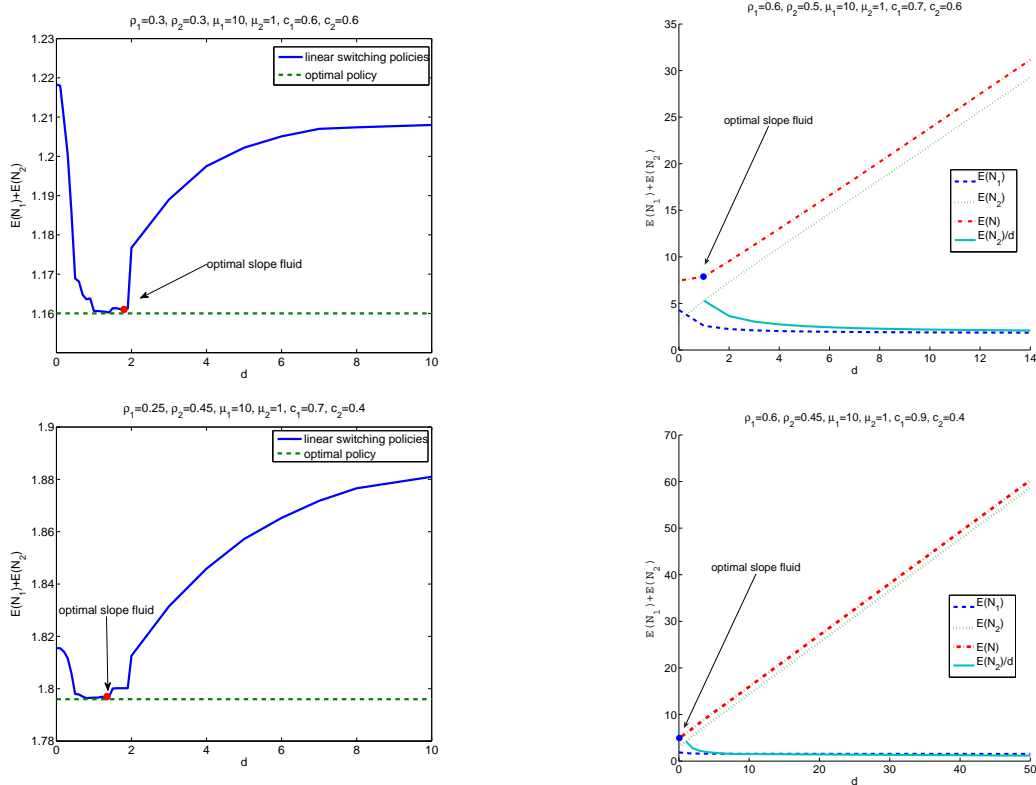 ρ₁=0.3, ρ₂=0.3, μ₁=10, μ₂=1, c₁=0.6, c₂=0.6
1.23
1.22
1.21
1.2
1.19
1.18
1.17
1.16
E(N₁)+E(N₂)
linear switching policies
optimal policy
optimal slope fluid
0 2 4 6 8 10
d
ρ₁=0.6, ρ₂=0.5, μ₁=10, μ₂=1, c₁=0.7, c₂=0.6
35
30
25
20
15
10
5
0
E(N₁)+E(N₂)
optimal slope fluid
E(N₁)
E(N₂)
E(N)
E(N₂)/d
0 2 4 6 8 10 12 14
d
ρ₁=0.25, ρ₂=0.45, μ₁=10, μ₂=1, c₁=0.7, c₂=0.4
1.9
1.88
1.86
1.84
1.82
1.8
1.78
E(N₁)+E(N₂)
linear switching policies
optimal policy
optimal slope fluid
0 2 4 6 8 10
d
ρ₁=0.6, ρ₂=0.45, μ₁=10, μ₂=1, c₁=0.9, c₂=0.4
70
60
50
40
30
20
10
0
E(N₁)+E(N₂)
optimal slope fluid
E(N₁)
E(N₂)
E(N)
E(N₂)/d
0 10 20 30 40 50
d